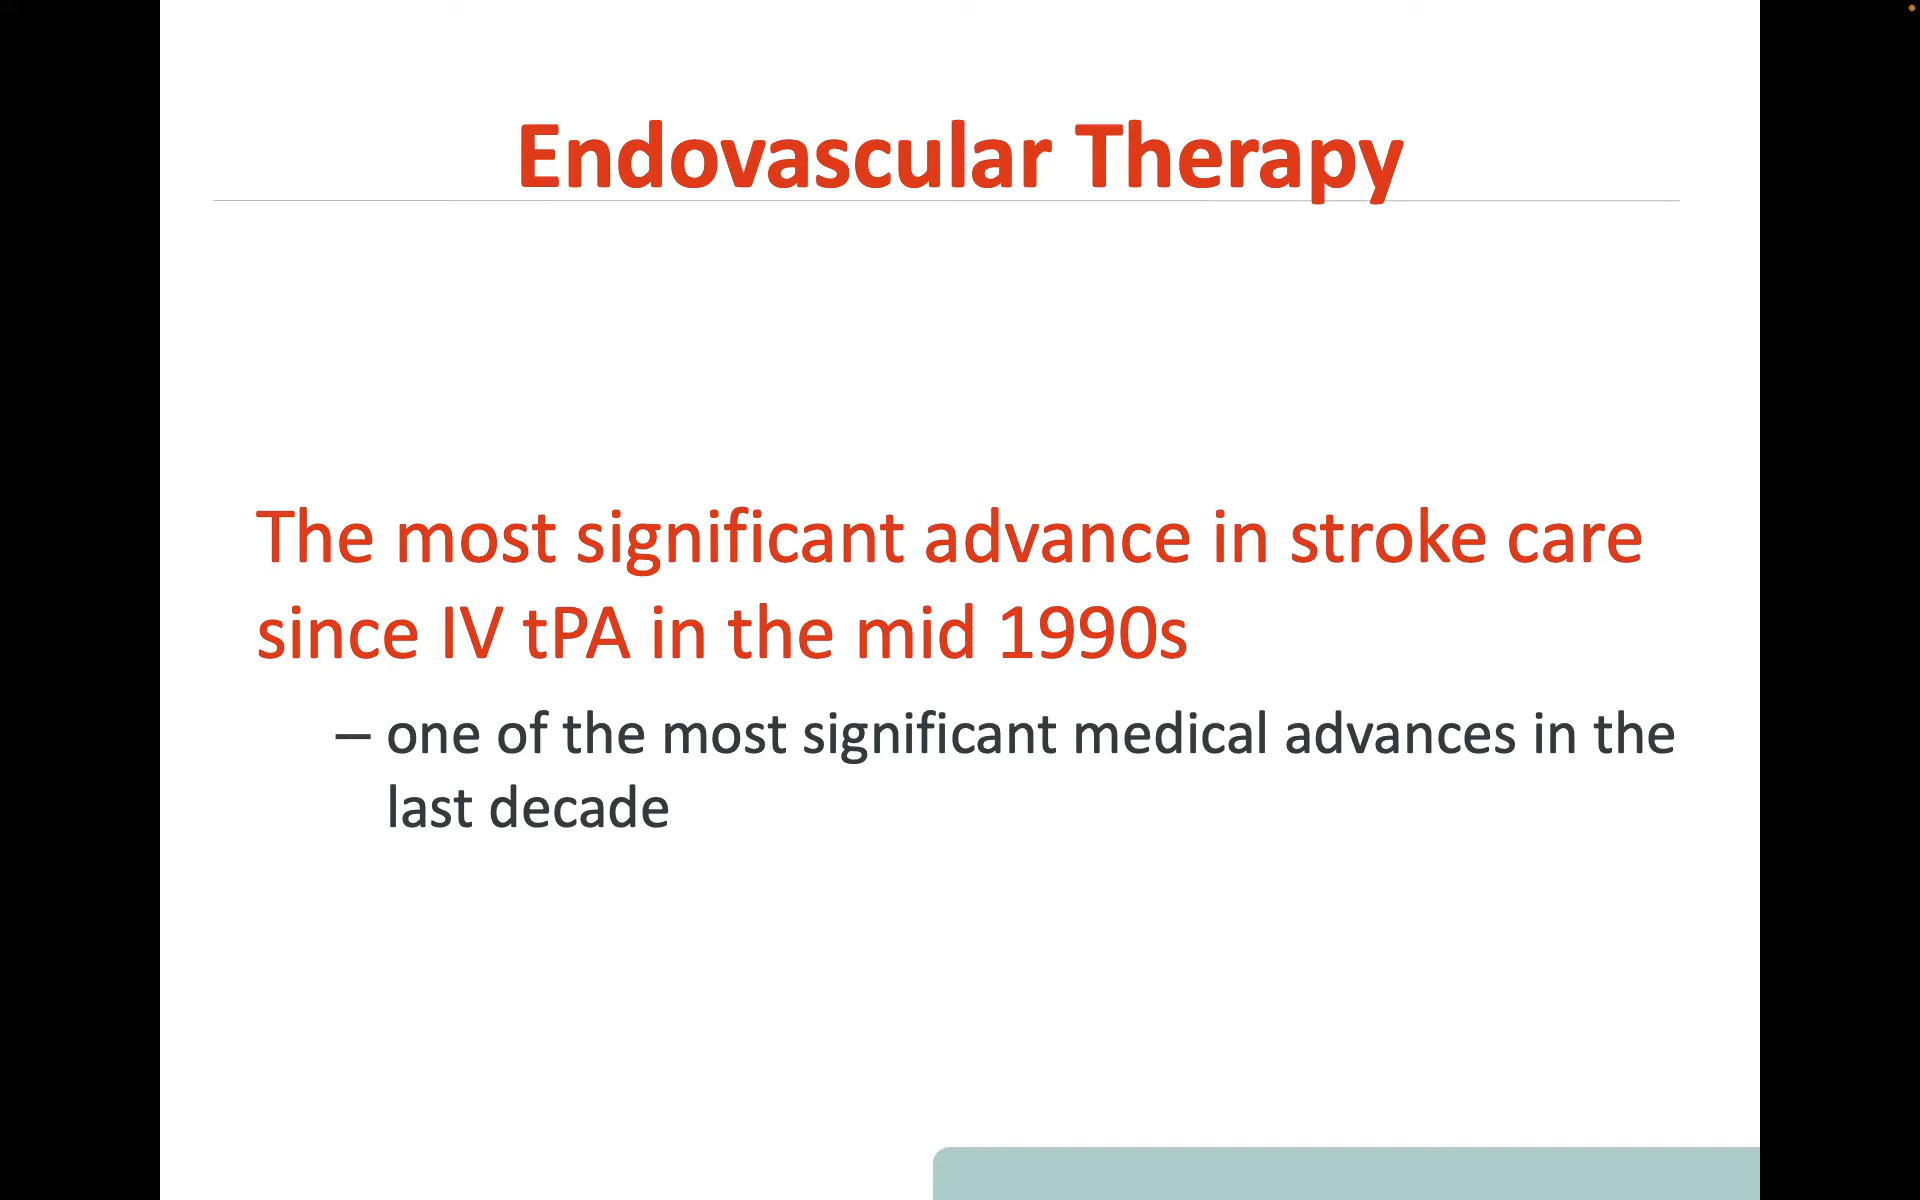 Endovascular Therapy
The most significant advance in stroke care
since IV tPA in the mid 1990s
– one of the most significant medical advances in the
last decade